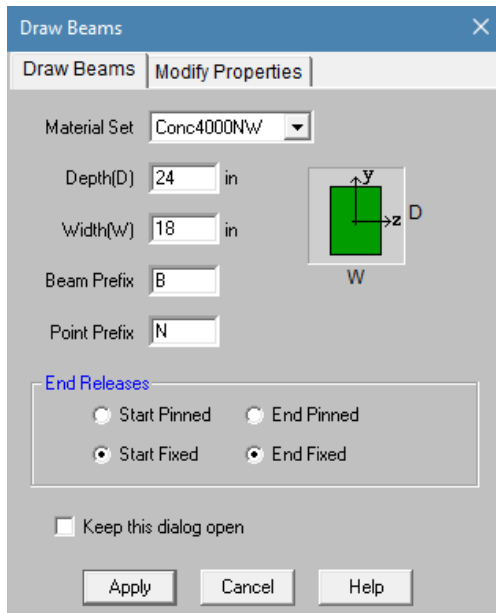 Draw Beams
Draw Beams Modify Properties
Material Set Conc4000NW
Depth(D) 24 in
Width(W) 18 in
y
z D
W
Beam Prefix B
Point Prefix N
End Releases
Start Pinned End Pinned
Start Fixed End Fixed
Keep this dialog open
Apply Cancel Help